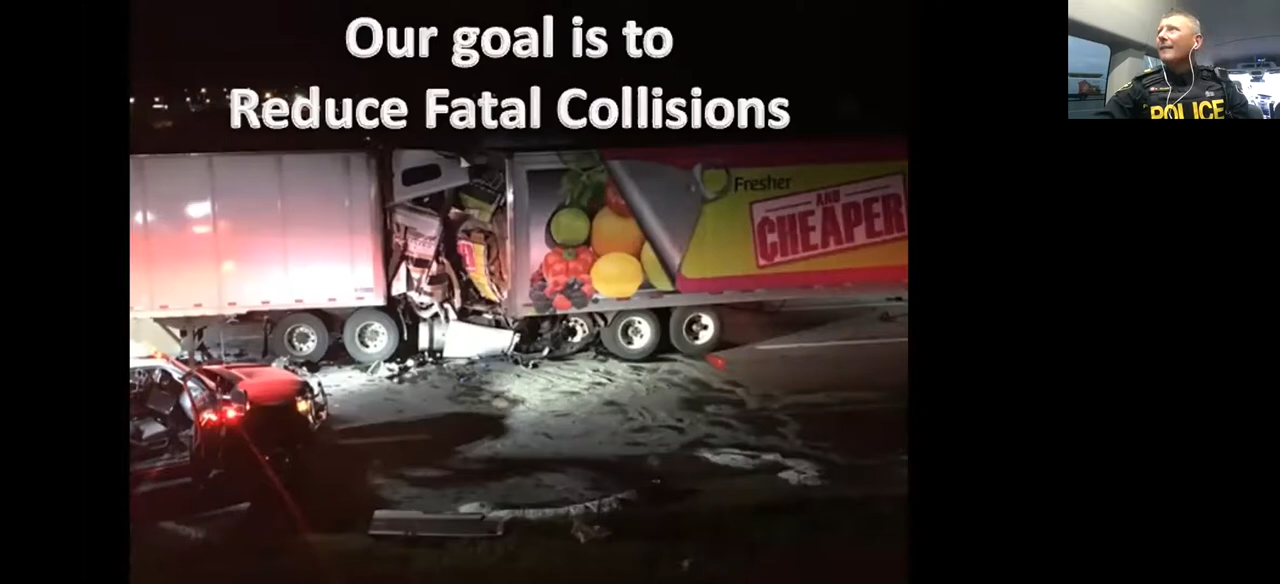 Our goal is to
Reduce Fatal Collisions
Fresher
AND
CHEAPER
POLICE